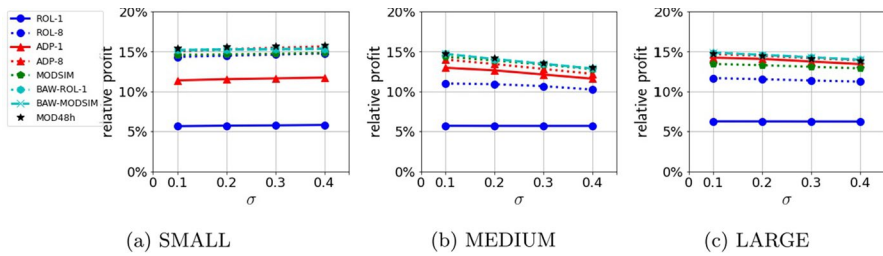 ROL-1
ROL-8
ADP-1
ADP-8
MODSIM
BAW-ROL-1
BAW-MODSIM
MOD48h
relative profit
20%
15%
10%
5%
0%
0 0.1 0.2 0.3 0.4
σ
(a) SMALL
relative profit
20%
15%
10%
5%
0%
0 0.1 0.2 0.3 0.4
σ
(b) MEDIUM
relative profit
20%
15%
10%
5%
0%
0 0.1 0.2 0.3 0.4
σ
(c) LARGE